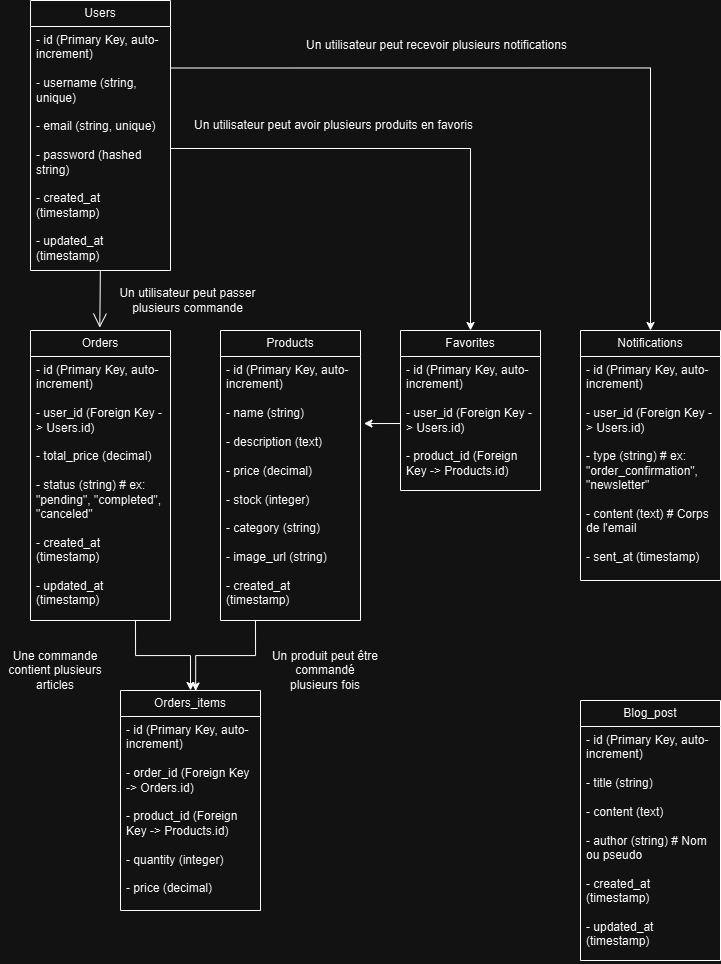 Users
- id (Primary Key, auto-
increment)
- username (string,
unique)
- email (string, unique)
- password (hashed
string)
- created_at
(timestamp)
- updated_at
(timestamp)
Un utilisateur peut recevoir plusieurs notifications
Un utilisateur peut avoir plusieurs produits en favoris
Un utilisateur peut passer
plusieurs commande
Orders
- id (Primary Key, auto-
increment)
- user_id (Foreign Key -
> Users.id)
- total_price (decimal)
- status (string) # ex:
"pending", "completed",
"canceled"
- created_at
(timestamp)
- updated_at
(timestamp)
Products
- id (Primary Key, auto-
increment)
- name (string)
- description (text)
- price (decimal)
- stock (integer)
- category (string)
- image_url (string)
- created_at
(timestamp)
Favorites
- id (Primary Key, auto-
increment)
- user_id (Foreign Key -
> Users.id)
- product_id (Foreign
Key -> Products.id)
Notifications
- id (Primary Key, auto-
increment)
- user_id (Foreign Key -
> Users.id)
- type (string) # ex:
"order_confirmation",
"newsletter"
- content (text) # Corps
de l'email
- sent_at (timestamp)
Une commande
contient plusieurs
articles
Un produit peut être
commandé
plusieurs fois
Orders_items
- id (Primary Key, auto-
increment)
- order_id (Foreign Key
-> Orders.id)
- product_id (Foreign
Key -> Products.id)
- quantity (integer)
- price (decimal)
Blog_post
- id (Primary Key, auto-
increment)
- title (string)
- content (text)
- author (string) # Nom
ou pseudo
- created_at
(timestamp)
- updated_at
(timestamp)